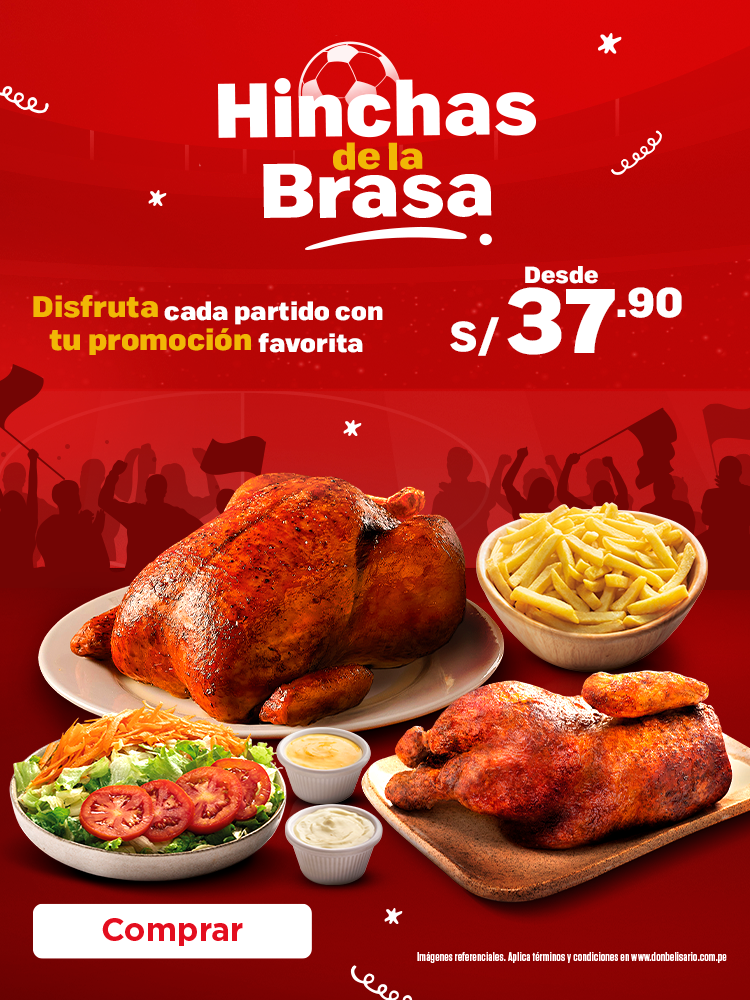 Hinchas
de la
Brasa
Disfruta cada partido con
tu promoción favorita
Desde
S/37.90
Comprar
Imágenes referenciales. Aplica términos y condiciones en www.donbelisario.com.pe